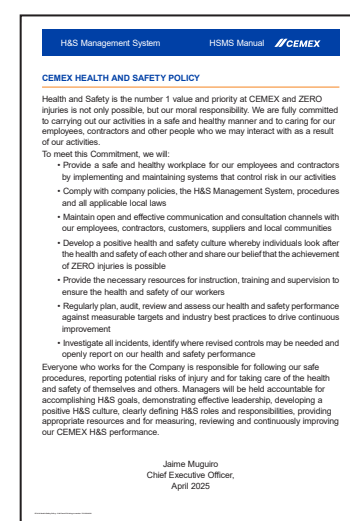 H&S Management System HSMS Manual CEMEX
CEMEX HEALTH AND SAFETY POLICY
Health and Safety is the number 1 value and priority at CEMEX and ZERO
injuries is not only possible, but our moral responsibility. We are fully committed
to carrying out our activities in a safe and healthy manner and to caring for our
employees, contractors and other people who we may interact with as a result
of our activities.
To meet this Commitment, we will:
• Provide a safe and healthy workplace for our employees and contractors
by implementing and maintaining systems that control risk in our activities
• Comply with company policies, the H&S Management System, procedures
and all applicable local laws
• Maintain open and effective communication and consultation channels with
our employees, contractors, customers, suppliers and local communities
• Develop a positive health and safety culture whereby individuals look after
the health and safety of each other and share our belief that the achievement
of ZERO injuries is possible
• Provide the necessary resources for instruction, training and supervision to
ensure the health and safety of our workers
• Regularly plan, audit, review and assess our health and safety performance
against measurable targets and industry best practices to drive continuous
improvement
• Investigate all incidents, identify where revised controls may be needed and
openly report on our health and safety performance
Everyone who works for the Company is responsible for following our safe
procedures, reporting potential risks of injury and for taking care of the health
and safety of themselves and others. Managers will be held accountable for
accomplishing H&S goals, demonstrating effective leadership, developing a
positive H&S culture, clearly defining H&S roles and responsibilities, providing
appropriate resources and for measuring, reviewing and continuously improving
our CEMEX H&S performance.
Jaime Muguiro
Chief Executive Officer,
April 2025